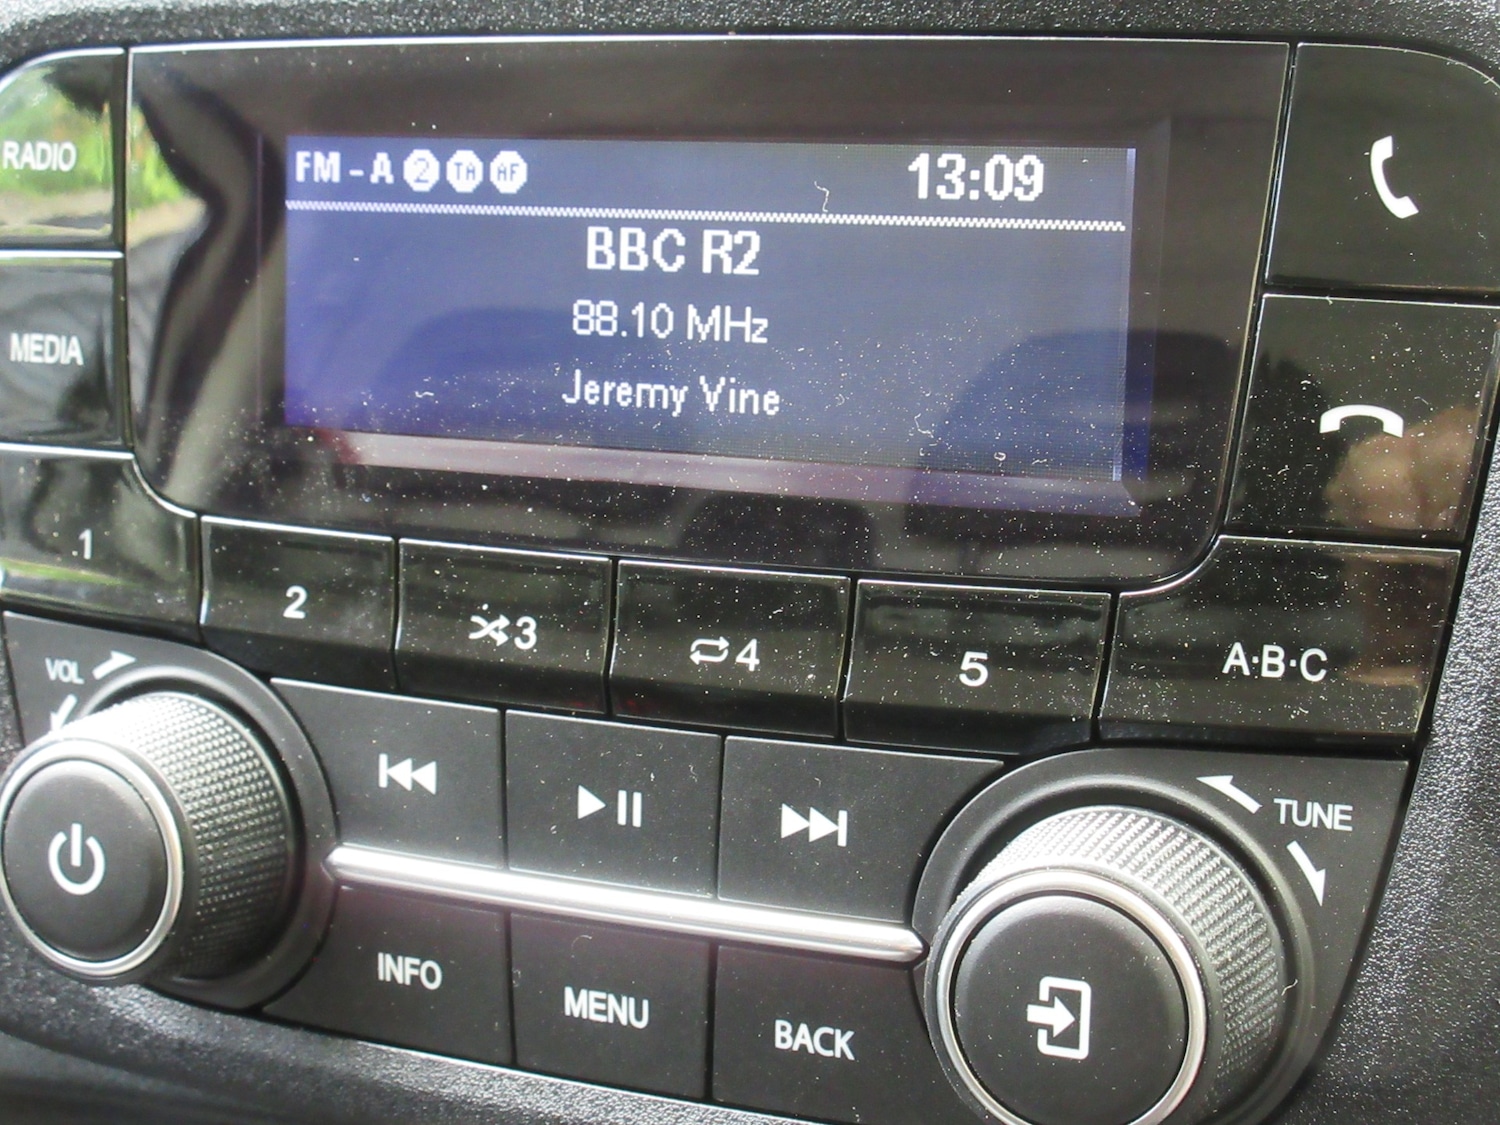 RADIO
FM - A 2 TA AF 13:09
BBC R2
88.10 MHz
Jeremy Vine
MEDIA
1
2
3
4
5
A·B·C
VOL
TUNE
INFO
MENU
BACK